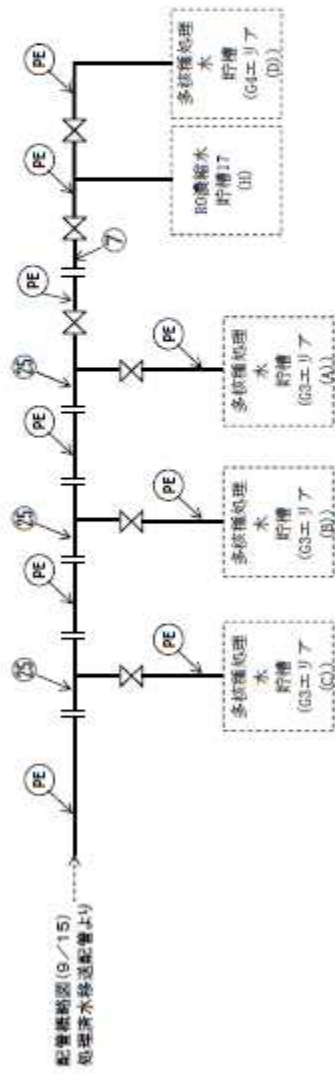 配管概略図(9/15)
処理済水移送配管より
PE
㉕
PE
㉕
PE
㉕
PE
⑦
PE
PE
PE
PE
PE
多核種処理
水
貯槽
(G3エリア
(C))
多核種処理
水
貯槽
(G3エリア
(B))
多核種処理
水
貯槽
(G3エリア
(A))
RO濃縮水
貯槽17
(H)
多核種処理
水
貯槽
(G4エリア
(D))